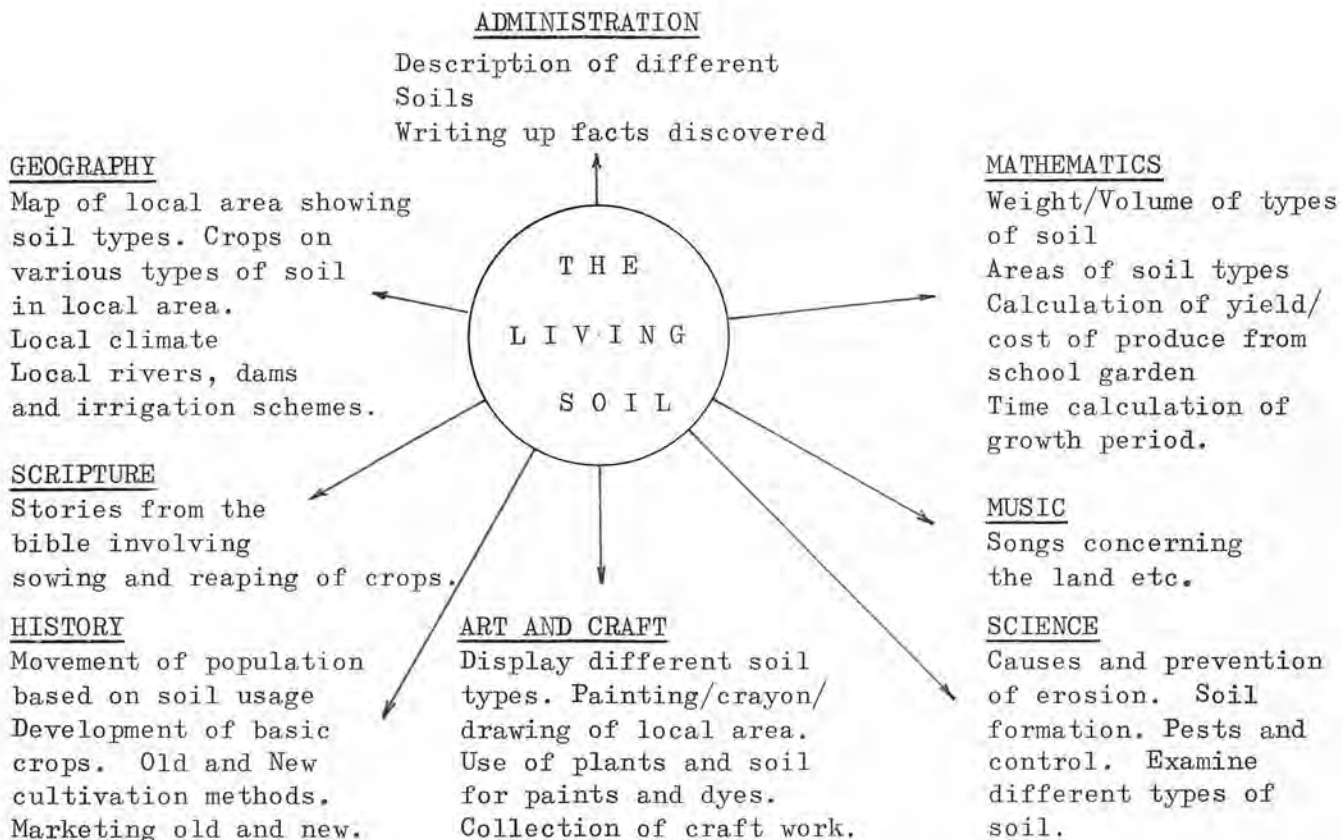 ADMINISTRATION
Description of different
Soils
Writing up facts discovered
GEOGRAPHY
Map of local area showing
soil types. Crops on
various types of soil
in local area.
Local climate
Local rivers, dams
and irrigation schemes.
THE
LIVING
SOIL
MATHEMATICS
Weight/Volume of types
of soil
Areas of soil types
Calculation of yield/
cost of produce from
school garden
Time calculation of
growth period.
SCRIPTURE
Stories from the
bible involving
sowing and reaping of crops.
MUSIC
Songs concerning
the land etc.
HISTORY
Movement of population
based on soil usage
Development of basic
crops. Old and New
cultivation methods.
Marketing old and new.
ART AND CRAFT
Display different soil
types. Painting/crayon/
drawing of local area.
Use of plants and soil
for paints and dyes.
Collection of craft work.
SCIENCE
Causes and prevention
of erosion. Soil
formation. Pests and
control. Examine
different types of
soil.